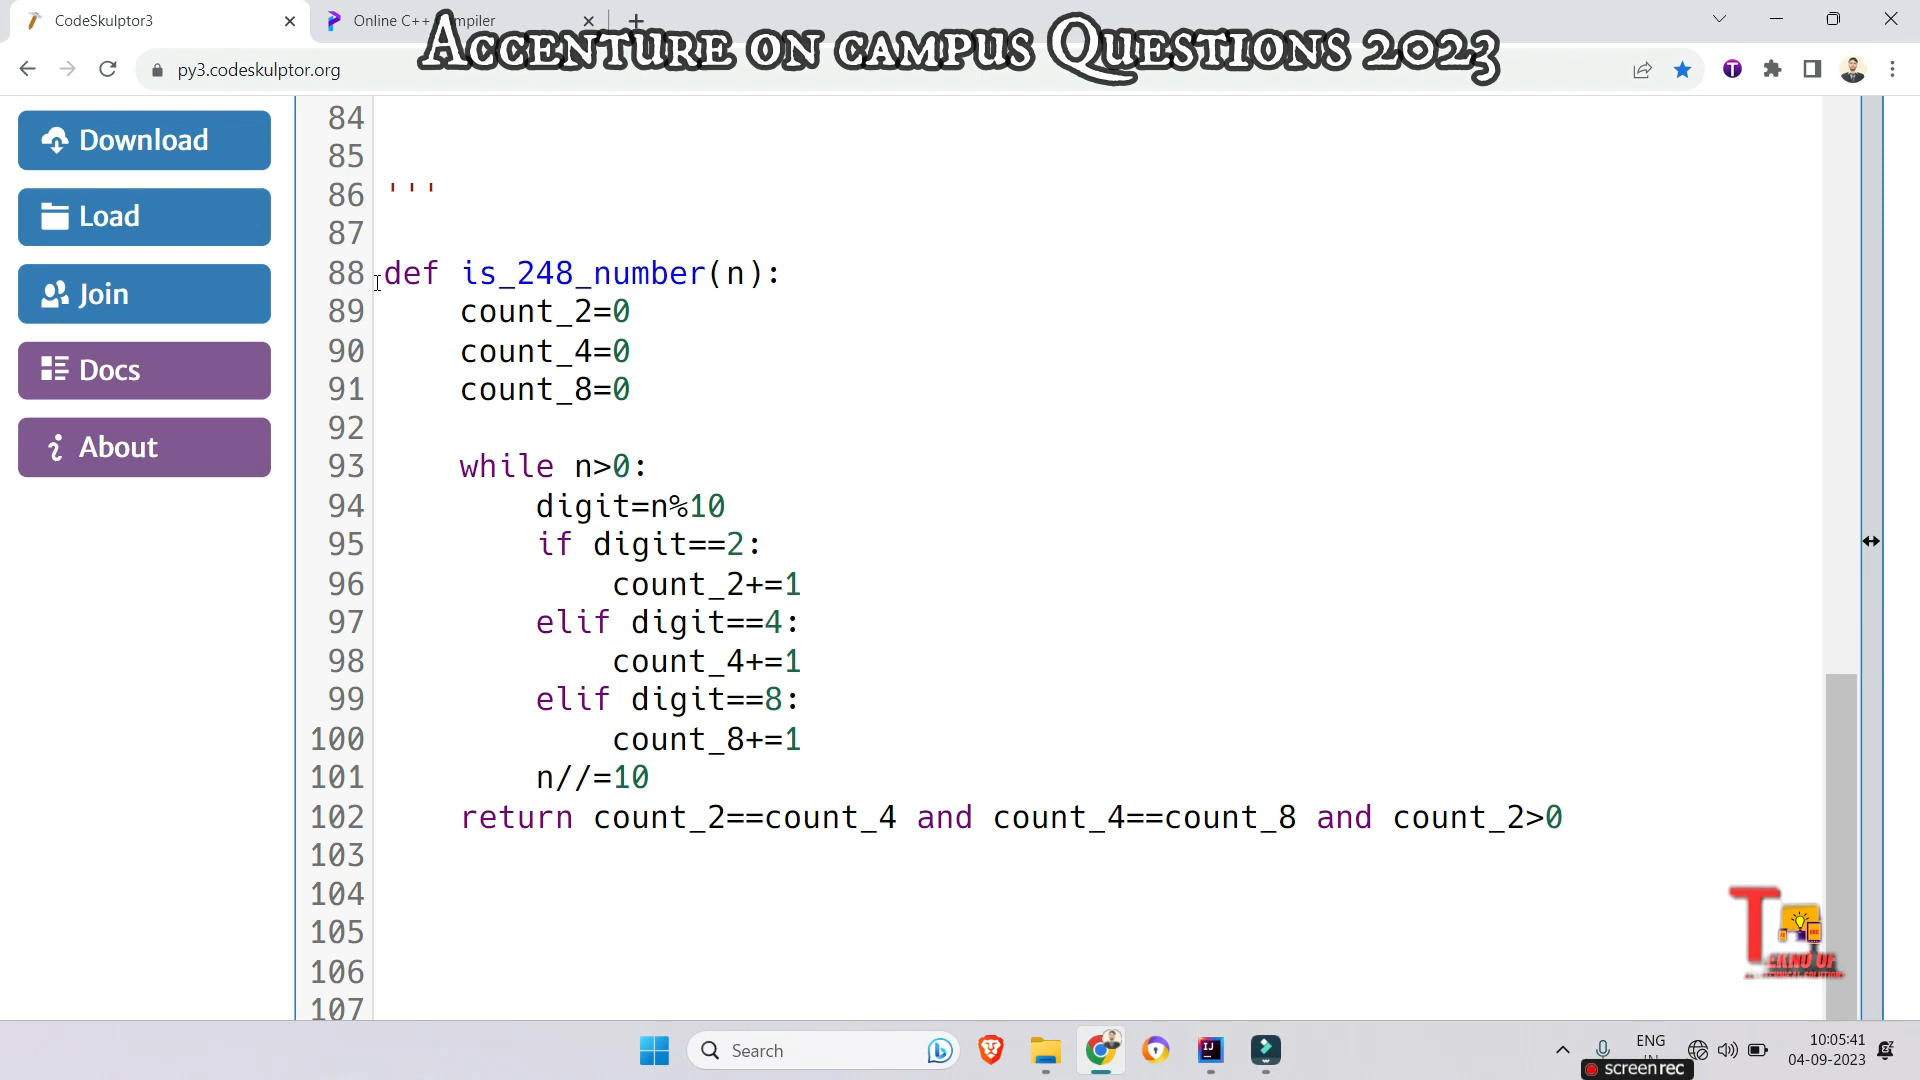 CodeSkulptor3
Online C++
mpiler
ACCENTURE ON CAMPUS QUESTIONS 2023
py3.codeskulptor.org
Download
Load
Join
Docs
About
84
85
86 '''
87
88 def is_248_number(n):
89 count_2=0
90 count_4=0
91 count_8=0
92
93 while n>0:
94 digit=n%10
95 if digit==2:
96 count_2+=1
97 elif digit==4:
98 count_4+=1
99 elif digit==8:
100 count_8+=1
101 n//=10
102 return count_2==count_4 and count_4==count_8 and count_2>0
103
104
105
106
107
Search
ENG
10:05:41
04-09-2023
screenrec